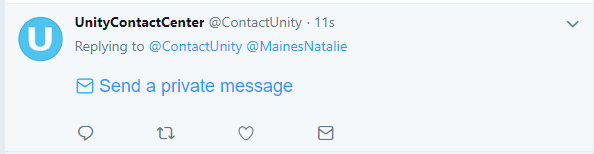 U
UnityContactCenter @ContactUnity · 11s
Replying to @ContactUnity @MainesNatalie
Send a private message